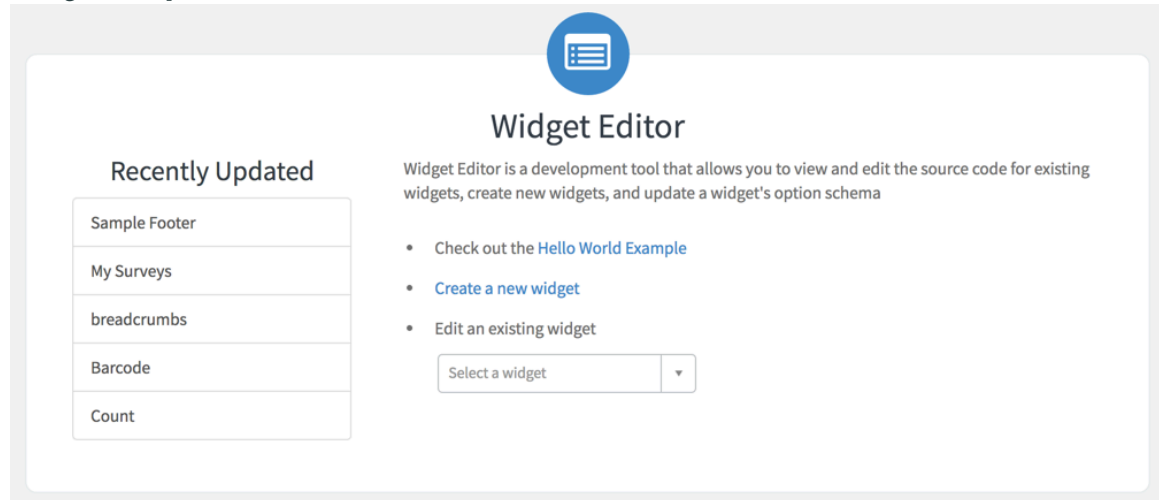 Widget Editor
Recently Updated
Sample Footer
My Surveys
breadcrumbs
Barcode
Count
Widget Editor is a development tool that allows you to view and edit the source code for existing
widgets, create new widgets, and update a widget's option schema
• Check out the Hello World Example
• Create a new widget
• Edit an existing widget
Select a widget